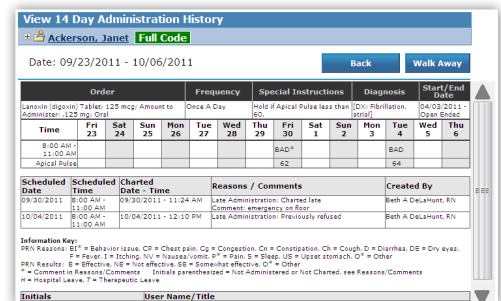 View 14 Day Administration History
Ackerson, Janet Full Code
Date: 09/23/2011 - 10/06/2011 Back Walk Away
Order Frequency Special Instructions Diagnosis Start/End Date
Lanoxin (digoxin) Tablet; 125 mcg; Amount to Administer: .125 mg; Oral Once A Day Hold if Apical Pulse less than 60. [DX: Fibrillation, atrial] 04/03/2011 - Open Ended
Time Fri 23 Sat 24 Sun 25 Mon 26 Tue 27 Wed 28 Thu 29 Fri 30 Sat 1 Sun 2 Mon 3 Tue 4 Wed 5 Thu 6
8:00 AM - 11:00 AM BAD* BAD
Apical Pulse 62 64
Scheduled Date Scheduled Time Charted Date - Time Reasons / Comments Created By
09/30/2011 8:00 AM - 11:00 AM 09/30/2011 - 11:24 AM Late Administration: Charted late Comment: emergency on floor Beth A DeLaHunt, RN
10/04/2011 8:00 AM - 11:00 AM 10/04/2011 - 12:10 PM Late Administration: Previously refused Beth A DeLaHunt, RN
Information Key:
PRN Reasons: BI* = Behavior issue, CP = Chest pain, Cg = Congestion, Cn = Constipation, Ch = Cough, D = Diarrhea, DE = Dry eyes,
F = Fever, I = Itching, NV = Nausea/vomit, P* = Pain, S = Sleep, US = Upset stomach, O* = Other
PRN Results: E = Effective, NE = Not effective, SE = Somewhat effective, O* = Other
* = Comment in Reasons/Comments Initials parenthesized = Not Administered or Not Charted, see Reasons/Comments
H = Hospital Leave, T = Therapeutic Leave
Initials User Name/Title